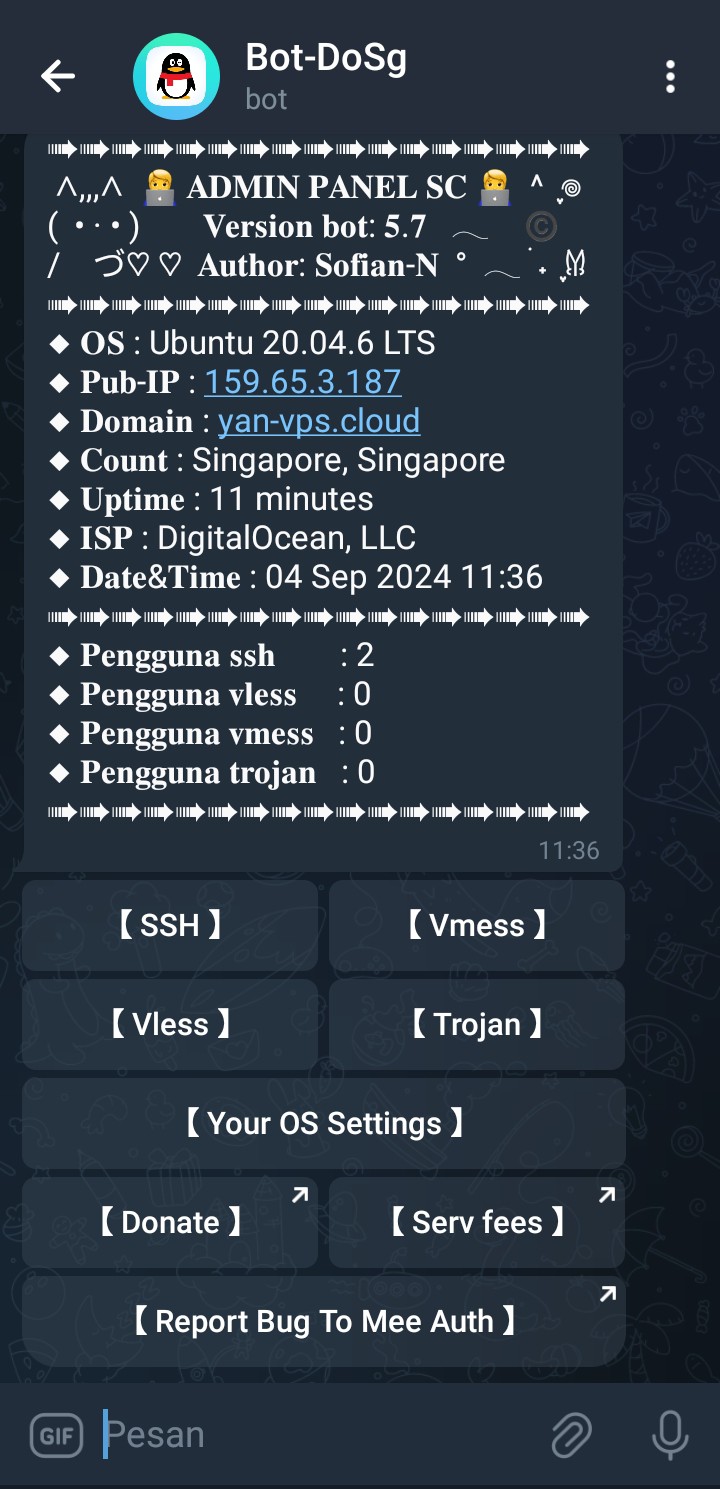 Bot-DoSg
bot
➠➠➠➠➠➠➠➠➠➠➠➠➠➠➠➠➠
^,,,^ 👨‍💻 ADMIN PANEL SC 👨‍💻 ^ ♥
( • · • ) Version bot: 5.7 ©
/ づ♡ ♡ Author: Sofian-N °
➠➠➠➠➠➠➠➠➠➠➠➠➠➠➠➠➠
◆ OS : Ubuntu 20.04.6 LTS
◆ Pub-IP : 159.65.3.187
◆ Domain : yan-vps.cloud
◆ Count : Singapore, Singapore
◆ Uptime : 11 minutes
◆ ISP : DigitalOcean, LLC
◆ Date&Time : 04 Sep 2024 11:36
➠➠➠➠➠➠➠➠➠➠➠➠➠➠➠➠➠
◆ Pengguna ssh : 2
◆ Pengguna vless : 0
◆ Pengguna vmess : 0
◆ Pengguna trojan : 0
➠➠➠➠➠➠➠➠➠➠➠➠➠➠➠➠➠
11:36
【 SSH 】
【 Vmess 】
【 Vless 】
【 Trojan 】
【 Your OS Settings 】
【 Donate 】
【 Serv fees 】
【 Report Bug To Mee Auth 】
GIF
Pesan